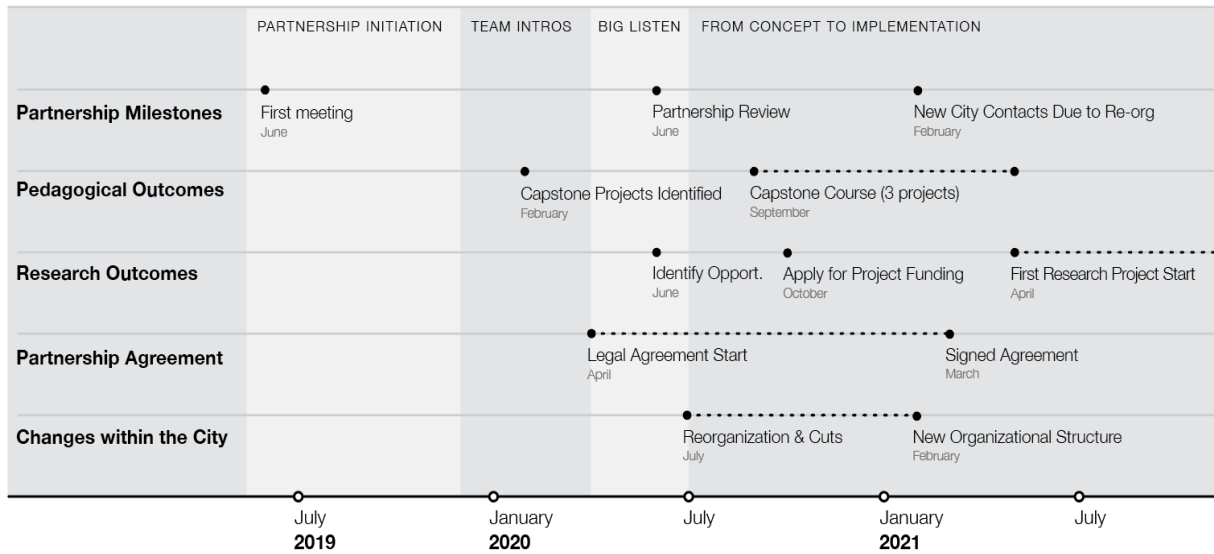 PARTNERSHIP INITIATION
TEAM INTROS
BIG LISTEN
FROM CONCEPT TO IMPLEMENTATION
Partnership Milestones
First meeting
June
Partnership Review
June
New City Contacts Due to Re-org
February
Pedagogical Outcomes
Capstone Projects Identified
February
Capstone Course (3 projects)
September
Research Outcomes
Identify Opport.
June
Apply for Project Funding
October
First Research Project Start
April
Partnership Agreement
Legal Agreement Start
April
Signed Agreement
March
Changes within the City
Reorganization & Cuts
July
New Organizational Structure
February
July
2019
January
2020
July
January
2021
July